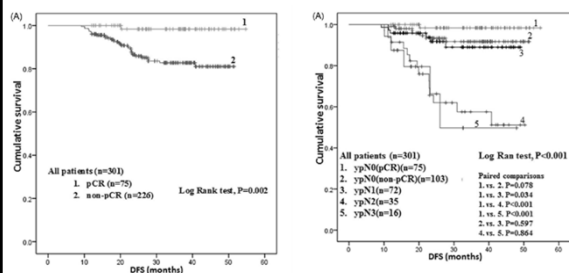 (A)
1.0
0.8
0.6
0.4
0.2
0.0
Cumulative survival
1
2
All patients (n=301)
1. pCR (n=75)
2. non-pCR (n=226)
Log Rank test, P=0.002
0 10 20 30 40 50 60
DFS (months)
(A)
1.0
0.8
0.6
0.4
0.2
0.0
Cumulative survival
1
2
3
4
5
All patients (n=301)
1. ypN0(pCR)(n=75)
2. ypN0(non-pCR)(n=103)
3. ypN1(n=72)
4. ypN2(n=35
5. ypN3(n=16)
Log Ran test, P<0.001
Paired comparisons
1. vs. 2. P=0.078
1. vs. 3. P=0.034
1. vs. 4. P<0.001
1. vs. 5. P<0.001
2. vs. 3. P=0.597
4. vs. 5. P=0.864
0 10 20 30 40 50 60
DFS (months)